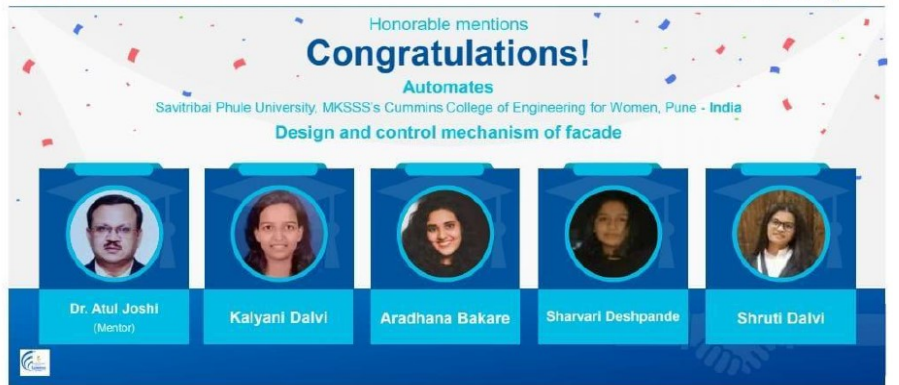 Honorable mentions
Congratulations!
Automates
Savitribai Phule University, MKSSS's Cummins College of Engineering for Women, Pune - India
Design and control mechanism of facade
Dr. Atul Joshi
(Mentor)
Kalyani Dalvi
Aradhana Bakare
Sharvari Deshpande
Shruti Dalvi